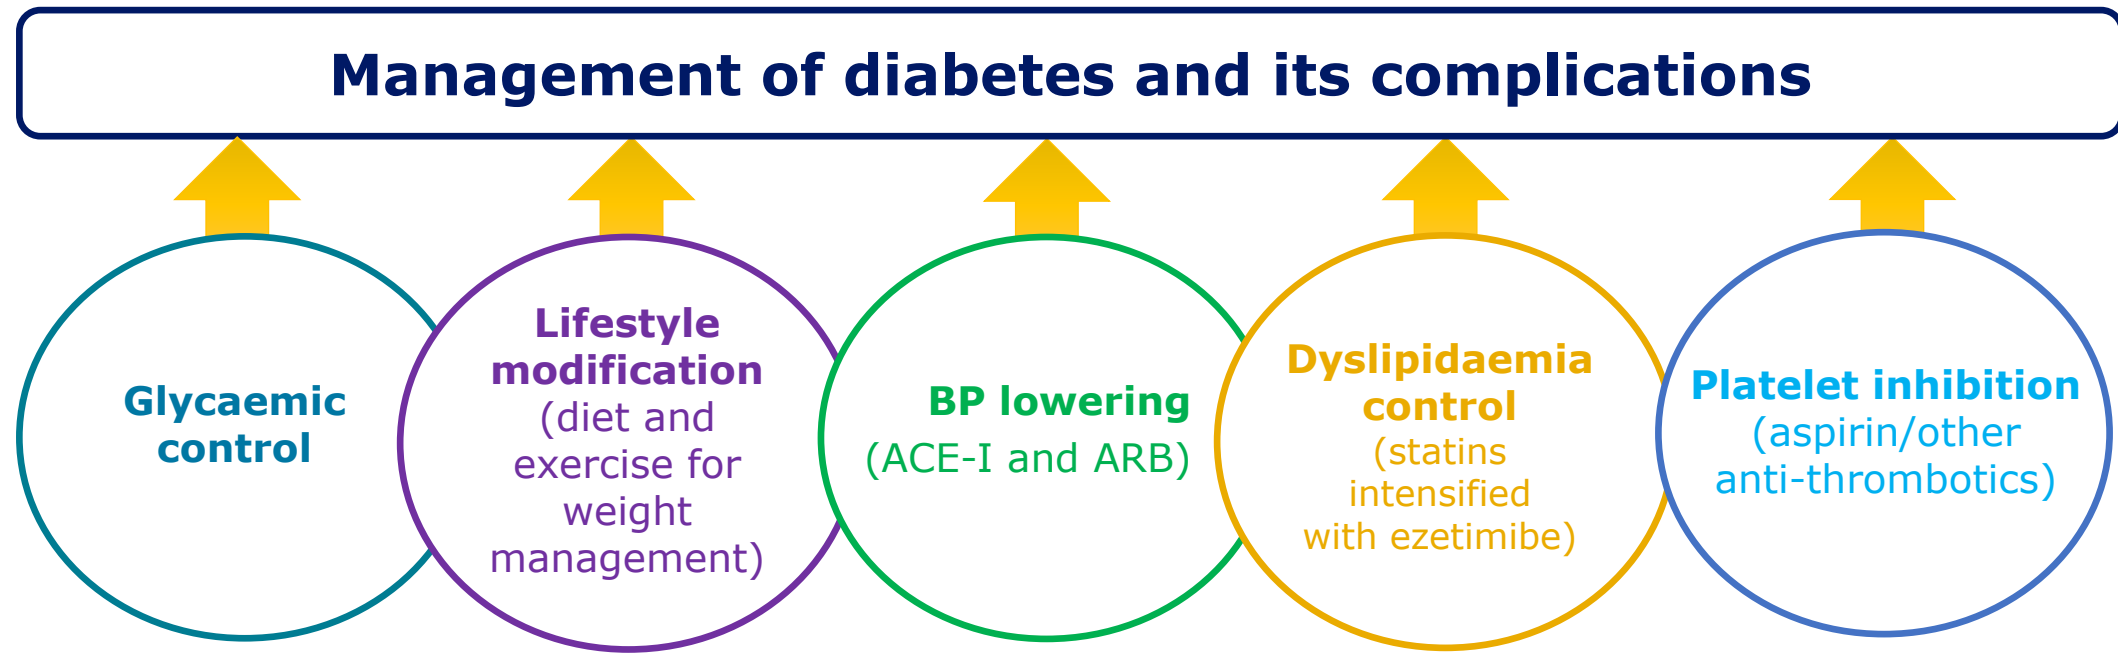 Management of diabetes and its complications
Glycaemic
control
Lifestyle
modification
(diet and
exercise for
weight
management)
BP lowering
(ACE-I and ARB)
Dyslipidaemia
control
(statins
intensified
with ezetimibe)
Platelet inhibition
(aspirin/other
anti-thrombotics)